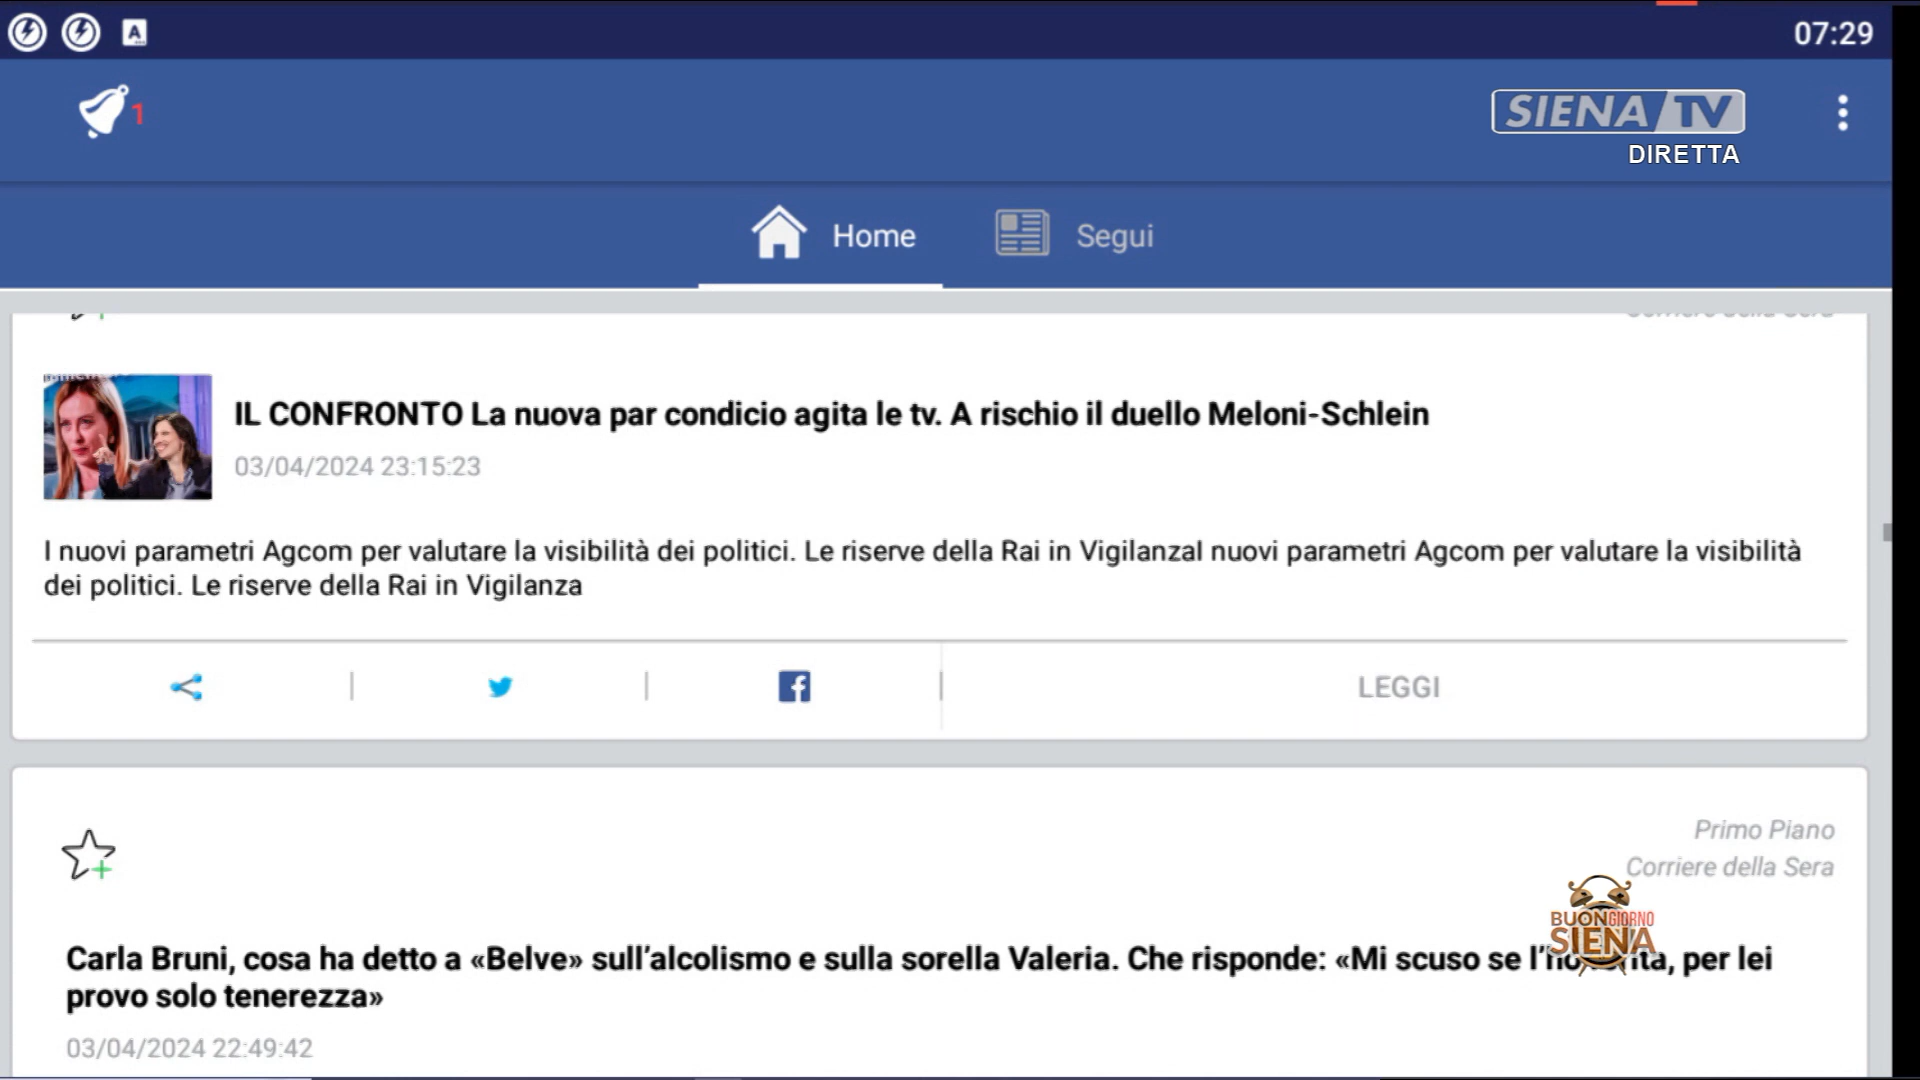 07:29
1
SIENA TV
DIRETTA
Home
Segui
IL CONFRONTO La nuova par condicio agita le tv. A rischio il duello Meloni-Schlein
03/04/2024 23:15:23
I nuovi parametri Agcom per valutare la visibilità dei politici. Le riserve della Rai in VigilanzaI nuovi parametri Agcom per valutare la visibilità
dei politici. Le riserve della Rai in Vigilanza
LEGGI
Primo Piano
Corriere della Sera
BUONGIORNO
SIENA
Carla Bruni, cosa ha detto a «Belve» sull'alcolismo e sulla sorella Valeria. Che risponde: «Mi scuso se per lei
provo solo tenerezza»
03/04/2024 22:49:42